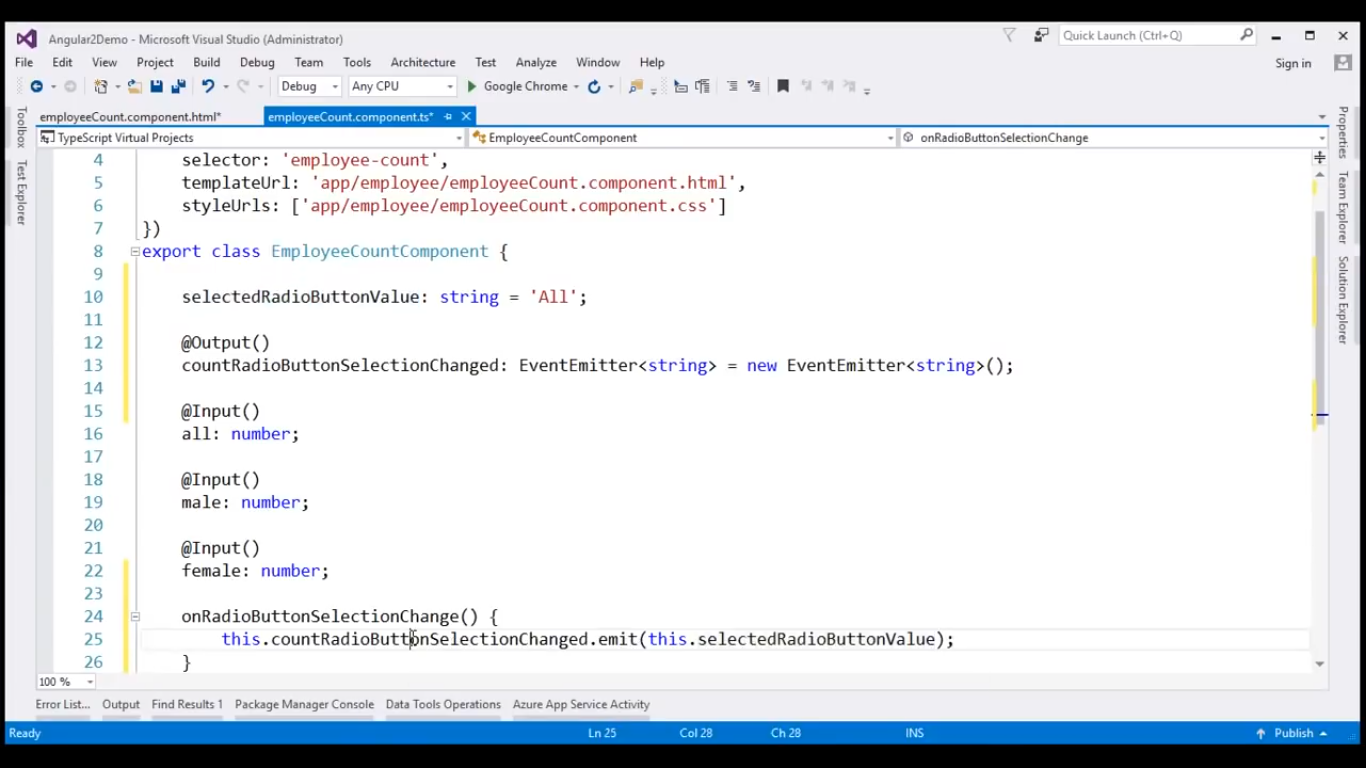 Angular2Demo - Microsoft Visual Studio (Administrator)
Quick Launch (Ctrl+Q)
File Edit View Project Build Debug Team Tools Architecture Test Analyze Window Help
Sign in
Debug Any CPU Google Chrome
employeeCount.component.html* employeeCount.component.ts*
TypeScript Virtual Projects EmployeeCountComponent onRadioButtonSelectionChange
Toolbox
Test Explorer
4 selector: 'employee-count',
5 templateUrl: 'app/employee/employeeCount.component.html',
6 styleUrls: ['app/employee/employeeCount.component.css']
7 })
8 export class EmployeeCountComponent {
9
10 selectedRadioButtonValue: string = 'All';
11
12 @Output()
13 countRadioButtonSelectionChanged: EventEmitter<string> = new EventEmitter<string>();
14
15 @Input()
16 all: number;
17
18 @Input()
19 male: number;
20
21 @Input()
22 female: number;
23
24 onRadioButtonSelectionChange() {
25 this.countRadioButtonSelectionChanged.emit(this.selectedRadioButtonValue);
26 }
Properties
Team Explorer
Solution Explorer
100 %
Error List... Output Find Results 1 Package Manager Console Data Tools Operations Azure App Service Activity
Ready Ln 25 Col 28 Ch 28 INS Publish